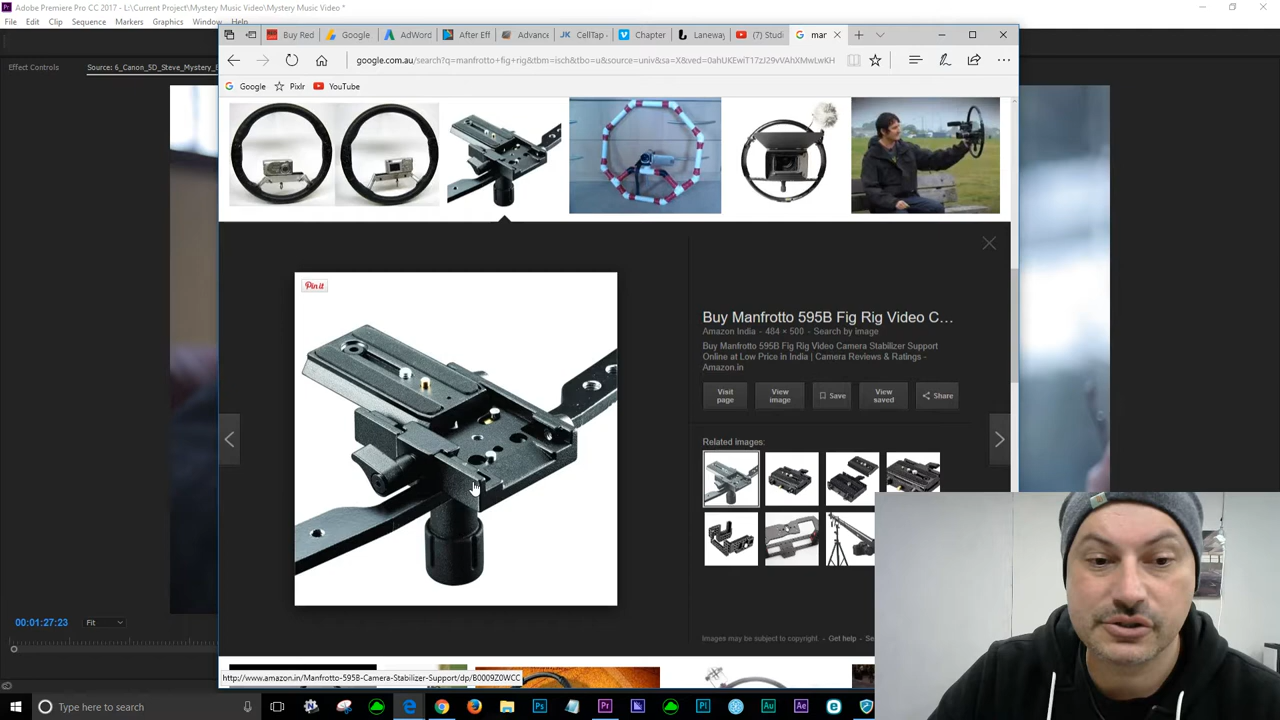 Adobe Premiere Pro CC 2017 - L:\Current Project\Mystery Music Video\Mystery Music Video *
File Edit Clip Sequence Markers Graphics Window
Buy Red
Google
AdWord
After Eff
Advance
JK CellTap -
Chapter
Laneway
(7) Studi
mar
google.com.au/search?q=manfrotto+fig+rig&tbm=isch&tbo=u&source=univ&sa=X&ved=0ahUKEwiT17zJ29vVAhXMwLwKH
Effect Controls
Source: 6_Canon_5D_Steve_Mystery_B
Google Pixlr YouTube
Pin it
Buy Manfrotto 595B Fig Rig Video C...
Amazon India - 484 × 500 - Search by image
Buy Manfrotto 595B Fig Rig Video Camera Stabilizer Support
Online at Low Price in India | Camera Reviews & Ratings -
Amazon.in
Visit page
View image
Save
View saved
Share
Related images:
00:01:27:23
Fit
Images may be subject to copyright. - Get help - Se
http://www.amazon.in/Manfrotto-595B-Camera-Stabilizer-Support/dp/B0009Z0WCC
Type here to search